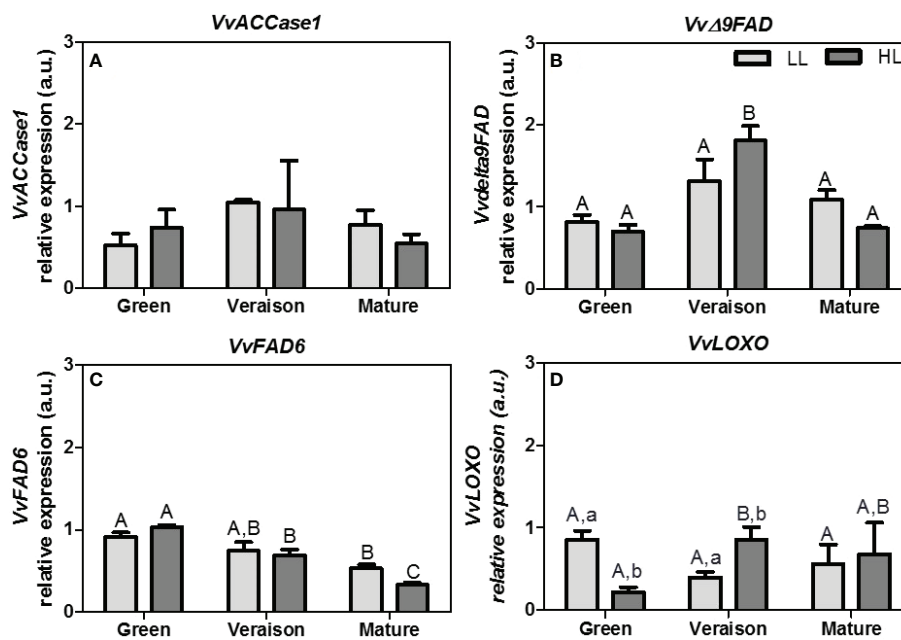 VvACCase1
A
VvACCase1
relative expression (a.u.)
3
2
1
0
Green Veraison Mature
VvΔ9FAD
B
LL HL
Vvdelta9FAD
relative expression (a.u.)
3
2
1
0
A A A B A A
Green Veraison Mature
VvFAD6
C
VvFAD6
relative expression (a.u.)
3
2
1
0
A A A,B B B C
Green Veraison Mature
VvLOXO
D
VvLOXO
relative expression (a.u.)
3
2
1
0
A,a A,b A,a B,b A A,B
Green Veraison Mature